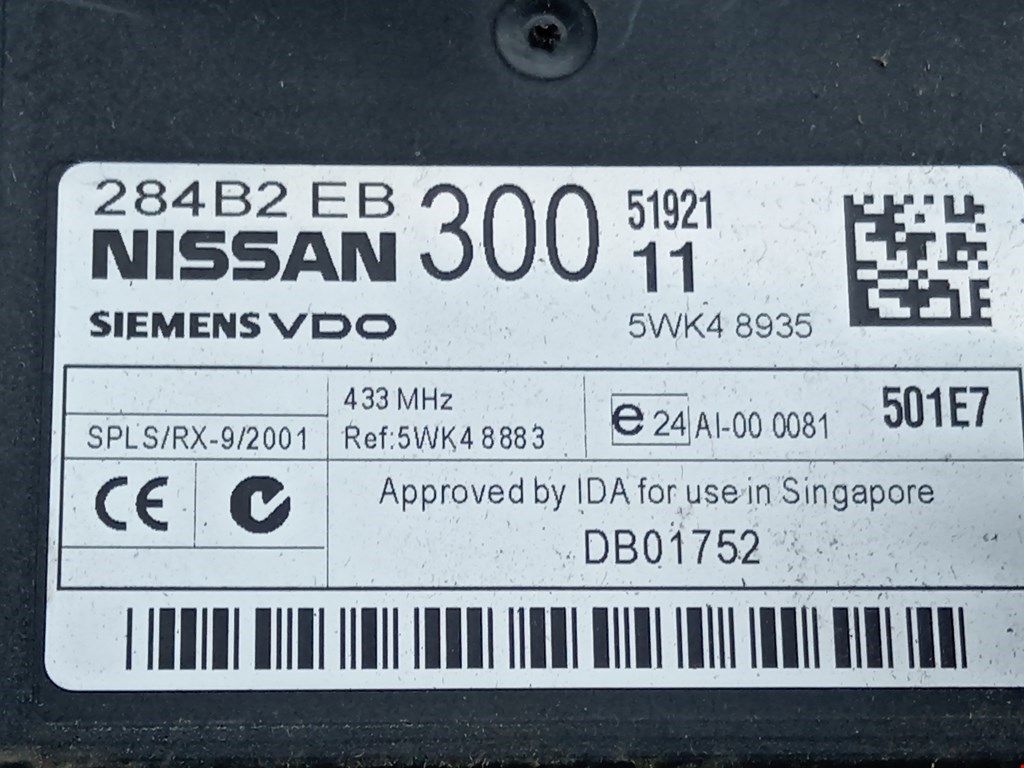 284B2 EB 300 51921
NISSAN 11
SIEMENS VDO 5WK4 8935
433 MHz
SPLS/RX-9/2001 Ref:5WK4 8883 e 24 AI-00 0081 501E7
CE Approved by IDA for use in Singapore
DB01752